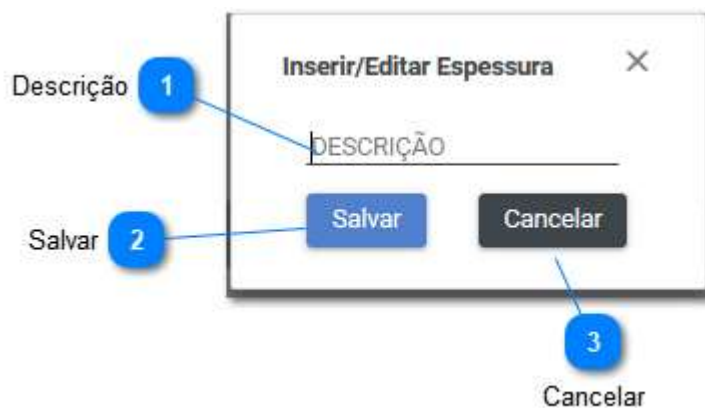 Inserir/Editar Espessura
Descrição 1
DESCRIÇÃO
Salvar Cancelar
Salvar 2
3
Cancelar